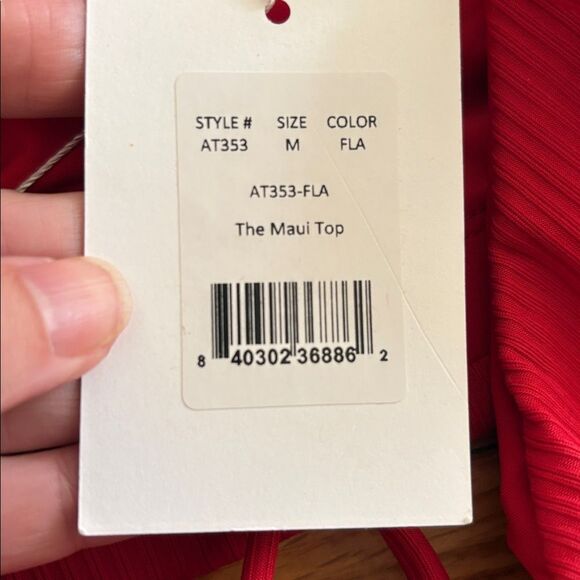 STYLE # SIZE COLOR
AT353 M FLA
AT353-FLA
The Maui Top
8 40302 36886 2